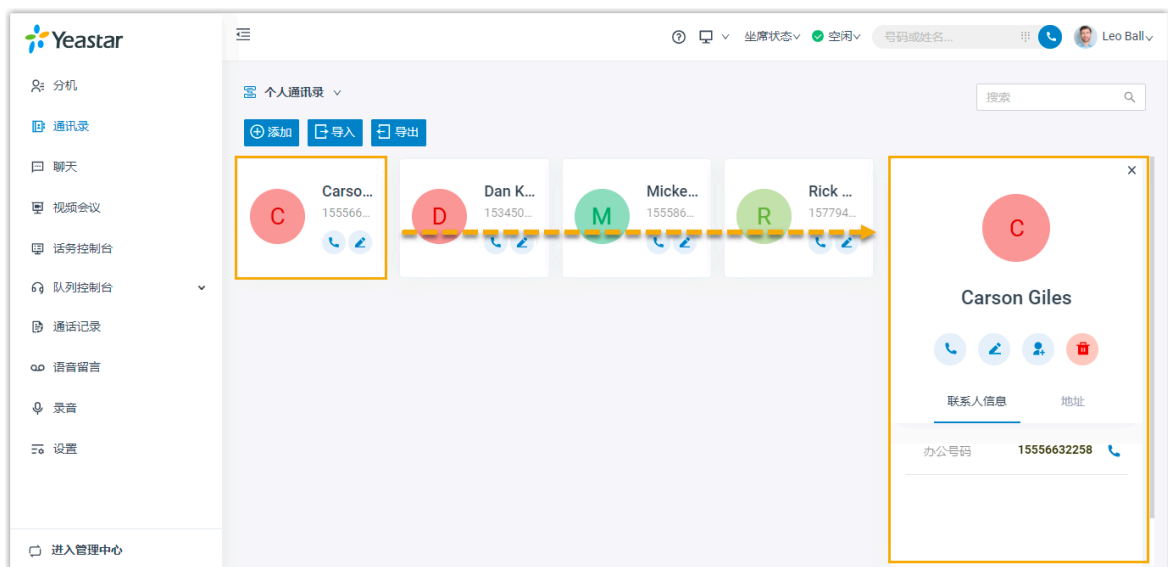 Yeastar
坐席状态 空闲 号码或姓名... Leo Ball
分机
通讯录
聊天
视频会议
话务控制台
队列控制台
通话记录
语音留言
录音
设置
进入管理中心
个人通讯录
搜索
添加 导入 导出
C
Carso...
155566...
D
Dan K...
153450...
M
Micke...
155586...
R
Rick ...
157794...
C
Carson Giles
联系人信息 地址
办公号码 15556632258